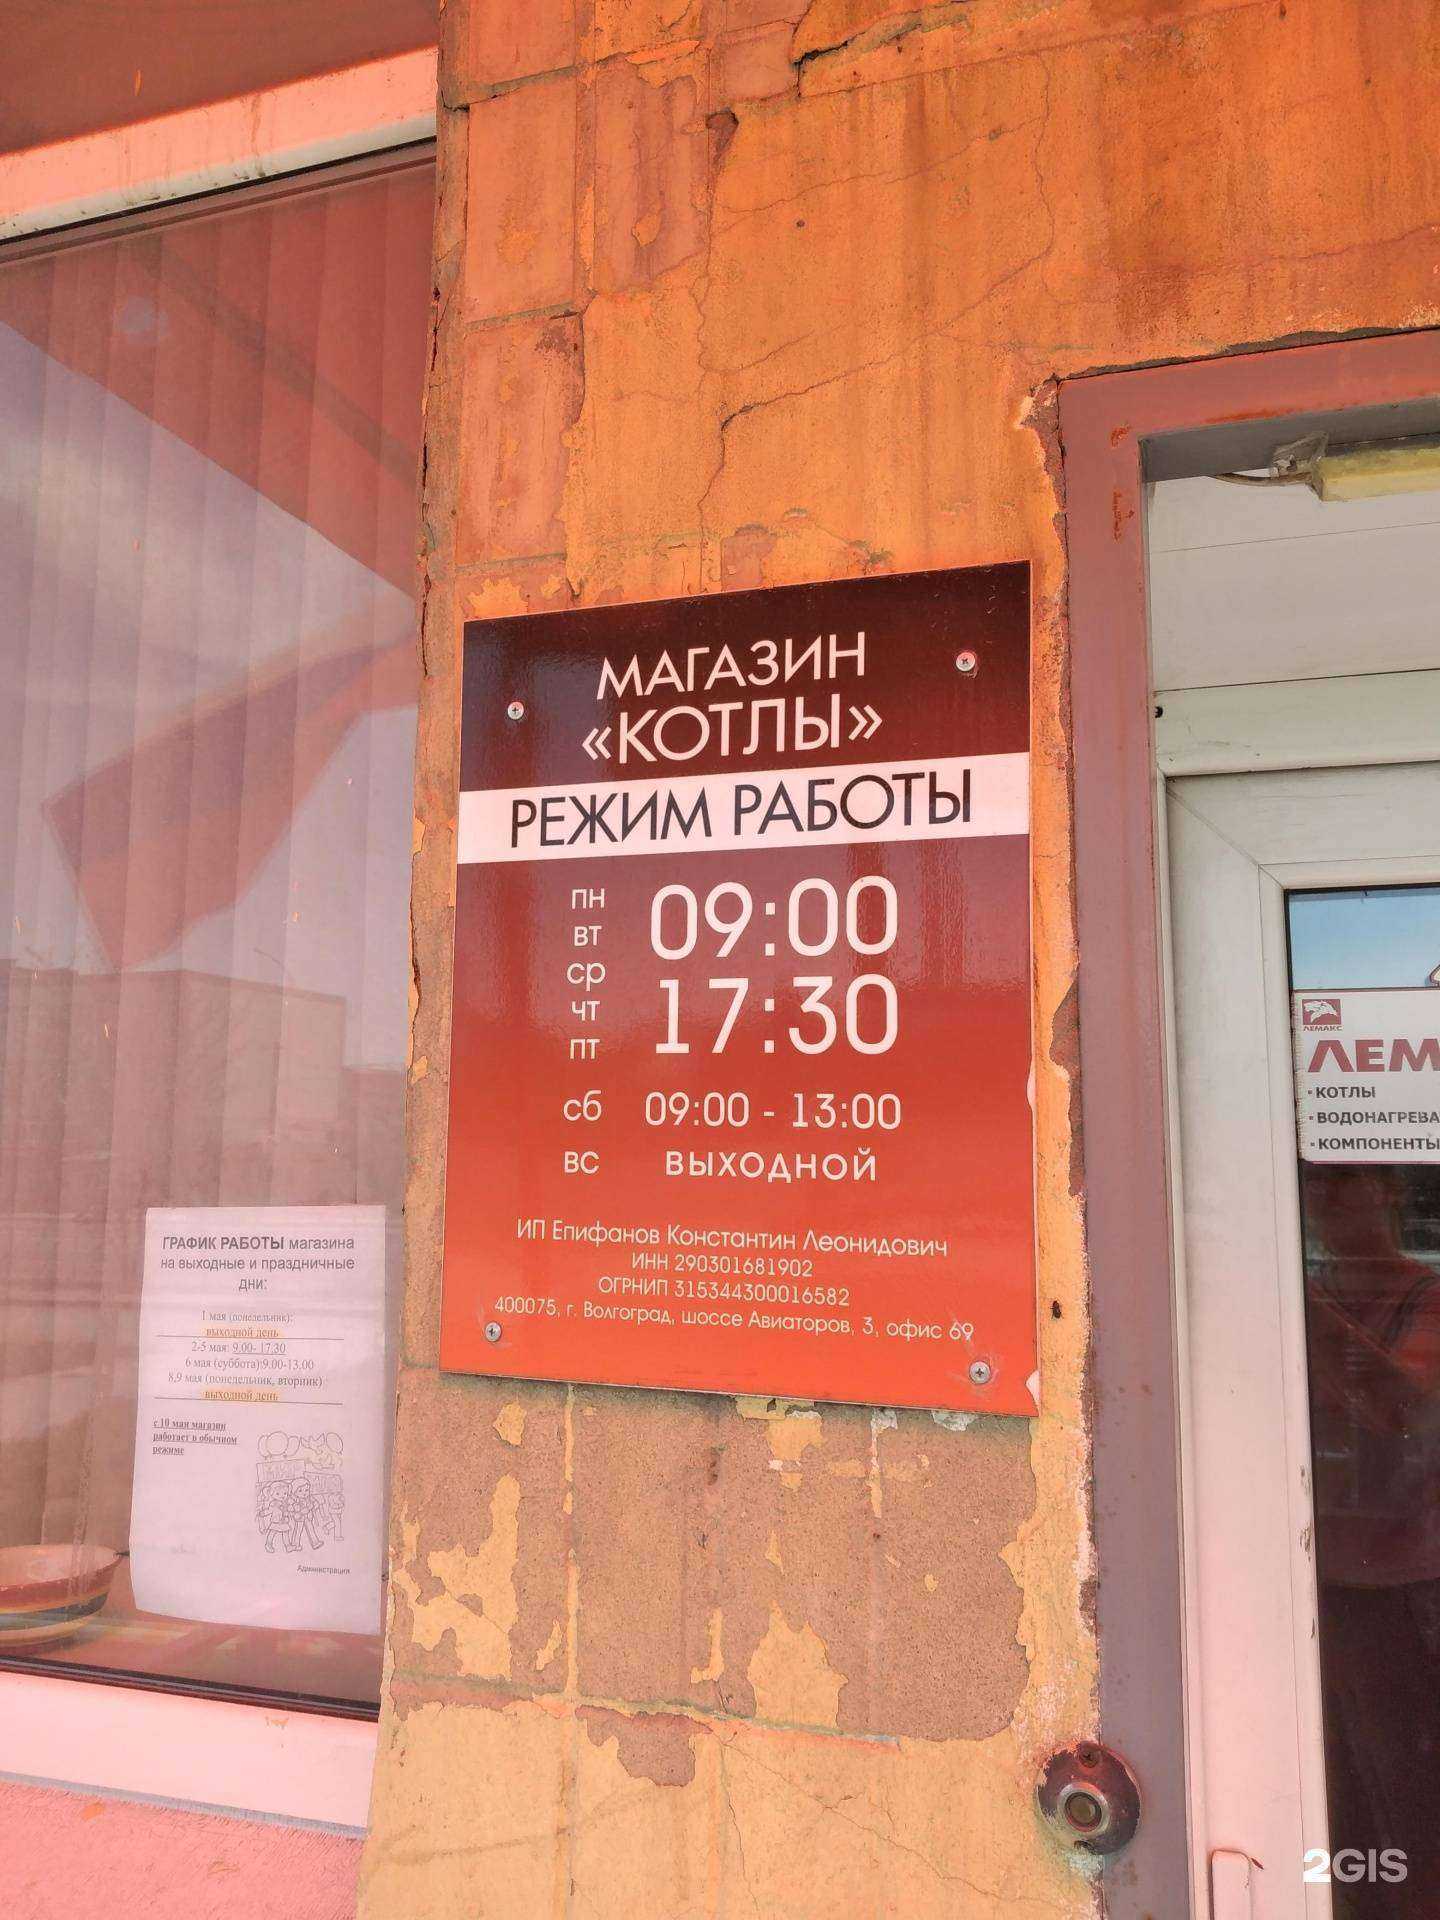 МАГАЗИН
«КОТЛЫ»
РЕЖИМ РАБОТЫ
пн
вт
ср
чт
пт
09:00
17:30
сб 09:00 - 13:00
вс выходной
ИП Епифанов Константин Леонидович
ИНН 290301681902
ОГРНИП 315344300016582
400075, г. Волгоград, шоссе Авиаторов, 3, офис 69
ГРАФИК РАБОТЫ магазина
на выходные и праздничные
дни:
1 мая (понедельник):
выходной день
2-5 мая: 9.00- 17.30
6 мая (суббота):9.00-13.00
8,9 мая (понедельник, вторник) :
выходной день
с 10 мая магазин
работает в обычном
режиме
Администрация
ЛЕМАКС
ЛЕМ
·КОТЛЫ
·ВОДОНАГРЕВА
·КОМПОНЕНТЫ
2GIS